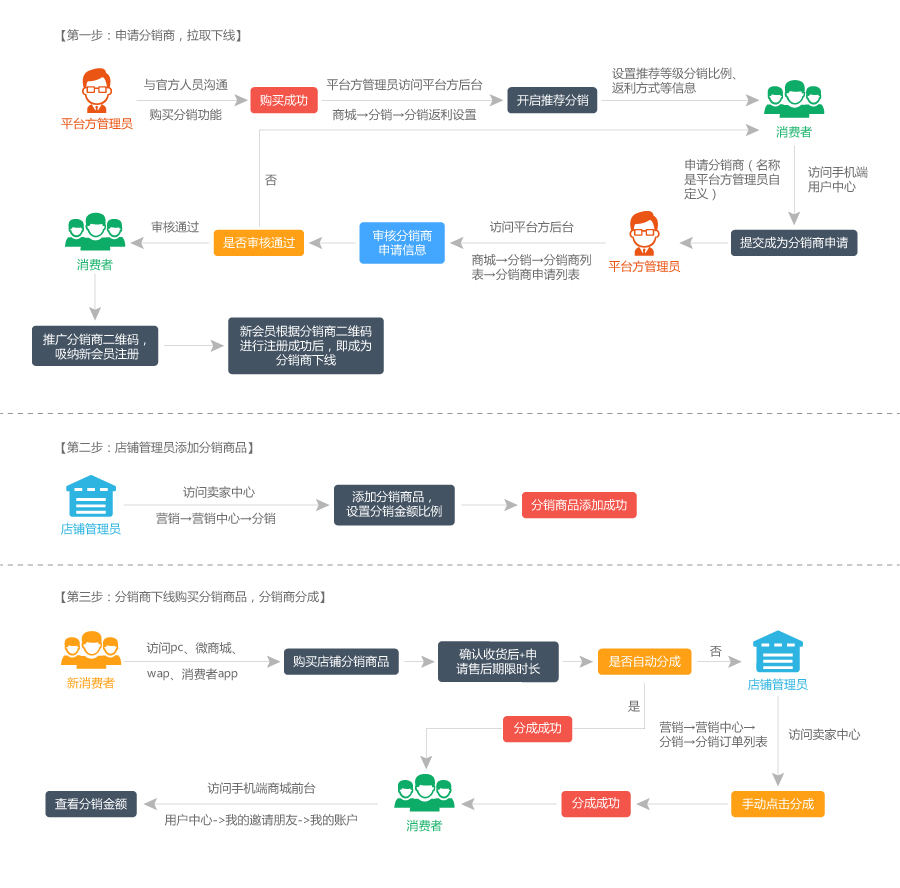 【第一步：申请分销商，拉取下线】
与官方人员沟通
购买分销功能
平台方管理员
购买成功
平台方管理员访问平台方后台
商城→分销→分销返利设置
开启推荐分销
设置推荐等级分销比例、
返利方式等信息
消费者
否
申请分销商（名称
是平台方管理员自
定义）
访问手机端
用户中心
提交成为分销商申请
平台方管理员
访问平台方后台
商城→分销→分销商列
表→分销商申请列表
审核分销商
申请信息
是否审核通过
审核通过
消费者
推广分销商二维码，
吸纳新会员注册
新会员根据分销商二维码
进行注册成功后，即成为
分销商下线
【第二步：店铺管理员添加分销商品】
店铺管理员
访问卖家中心
营销→营销中心→分销
添加分销商品，
设置分销金额比例
分销商品添加成功
【第三步：分销商下线购买分销商品，分销商分成】
新消费者
访问pc、微商城、
wap、消费者app
购买店铺分销商品
确认收货后+申
请售后期限时长
是否自动分成
否
店铺管理员
是
分成成功
营销→营销中心→
分销→分销订单列表
访问卖家中心
手动点击分成
分成成功
消费者
访问手机端商城前台
用户中心->我的邀请朋友->我的账户
查看分销金额